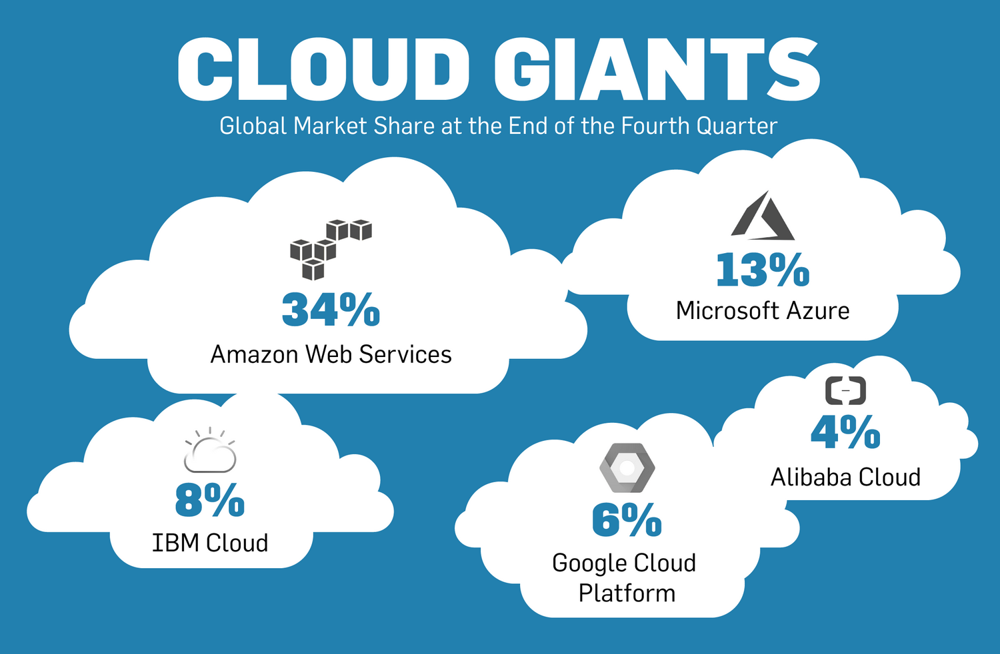 CLOUD GIANTS
Global Market Share at the End of the Fourth Quarter
34%
Amazon Web Services
13%
Microsoft Azure
8%
IBM Cloud
6%
Google Cloud
Platform
4%
Alibaba Cloud